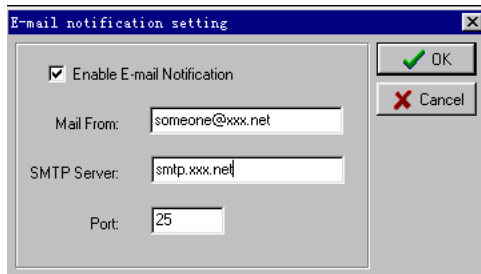 E-mail notification setting
OK
Cancel
Enable E-mail Notification
Mail From: someone@xxx.net
SMTP Server: smtp.xxx.net
Port: 25